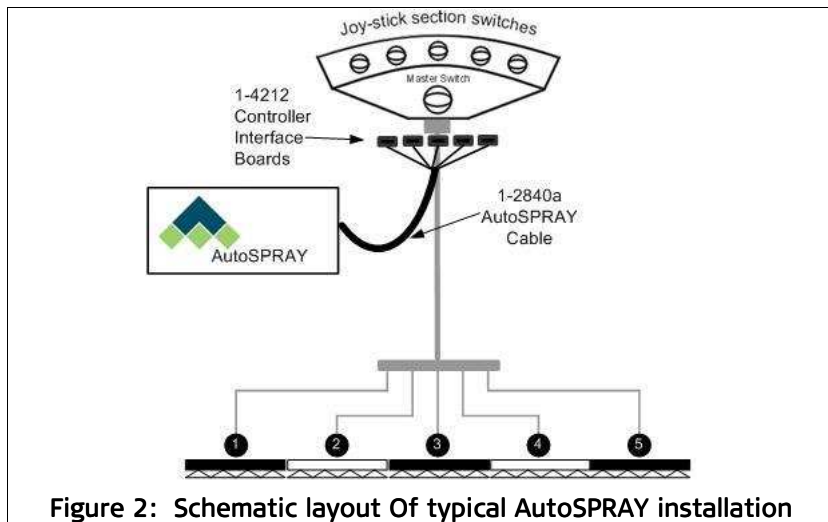 Joy-stick section switches
Master Switch
1-4212
Controller
Interface
Boards
1-2840a
AutoSPRAY
Cable
AutoSPRAY
1
2
3
4
5
Figure 2: Schematic layout Of typical AutoSPRAY installation